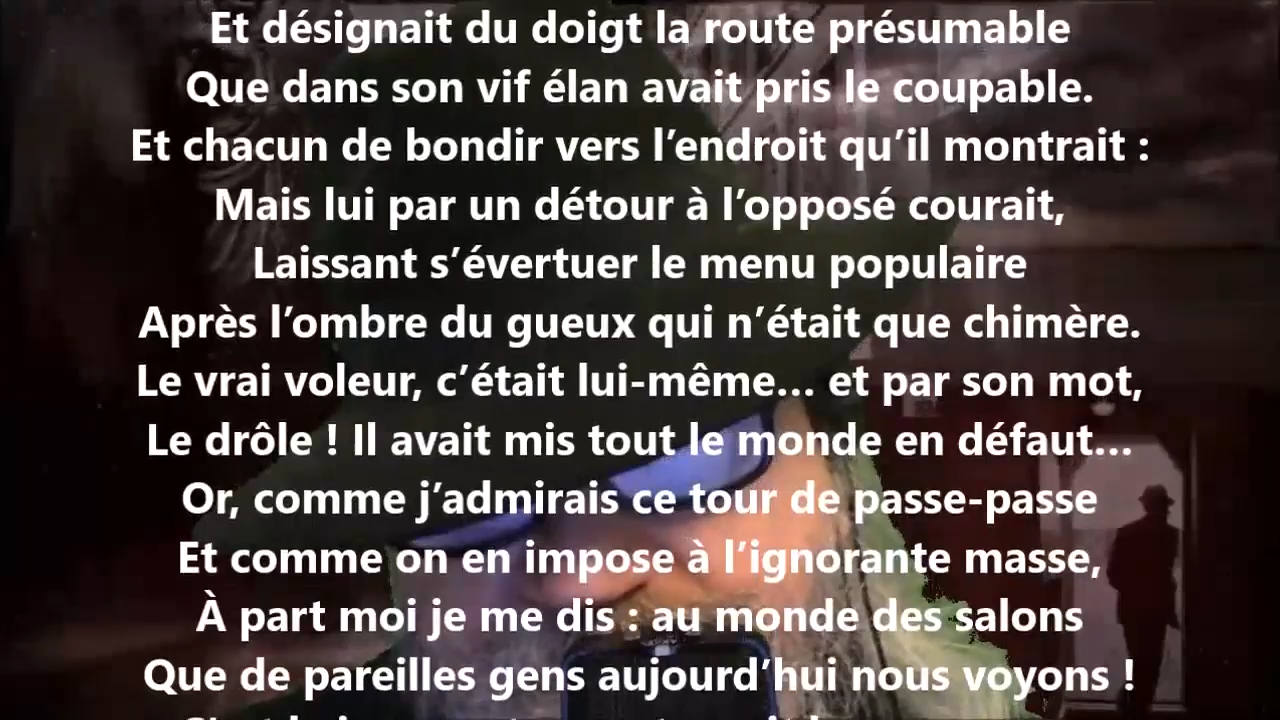 Et désignait du doigt la route présumable
Que dans son vif élan avait pris le coupable.
Et chacun de bondir vers l’endroit qu’il montrait :
Mais lui par un détour à l’opposé courait,
Laissant s’évertuer le menu populaire
Après l’ombre du gueux qui n’était que chimère.
Le vrai voleur, c’était lui-même… et par son mot,
Le drôle ! Il avait mis tout le monde en défaut…
Or, comme j’admirais ce tour de passe-passe
Et comme on en impose à l’ignorante masse,
À part moi je me dis : au monde des salons
Que de pareilles gens aujourd’hui nous voyons !